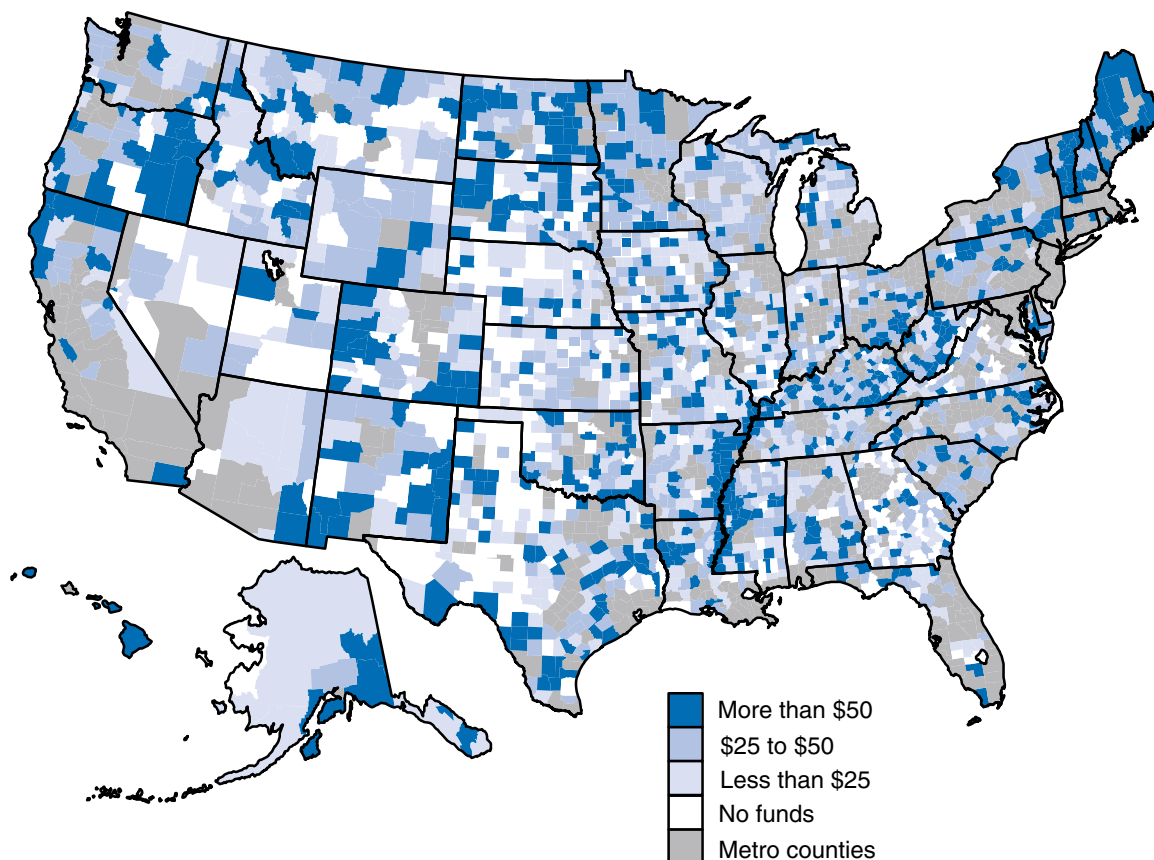 More than $50
$25 to $50
Less than $25
No funds
Metro counties